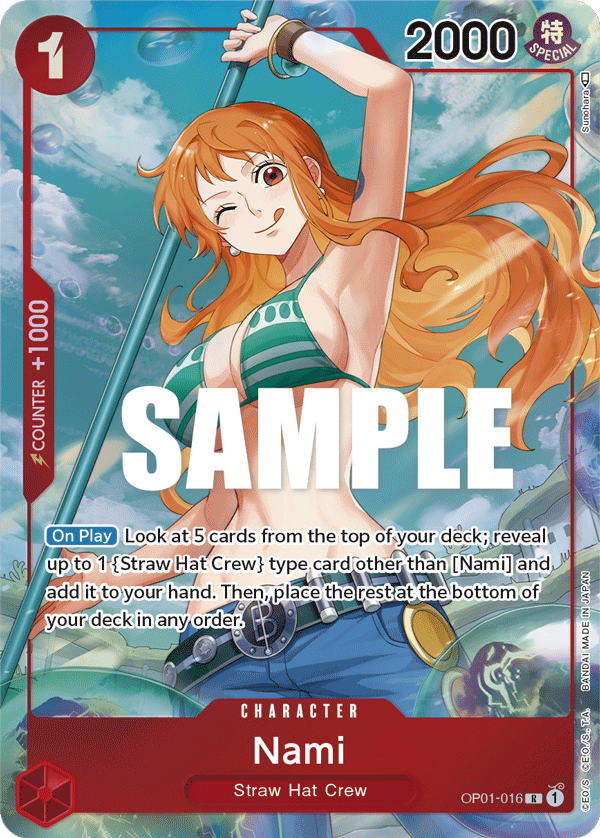 1
2000
特
SPECIAL
Sunohara
COUNTER +1000
SAMPLE
On Play Look at 5 cards from the top of your deck; reveal
up to 1 {Straw Hat Crew} type card other than [Nami] and
add it to your hand. Then, place the rest at the bottom of
your deck in any order.
CHARACTER
Nami
Straw Hat Crew
OP01-016 R 1
©E.O/S. ©E.O./S.,T.A. BANDAI MADE IN JAPAN